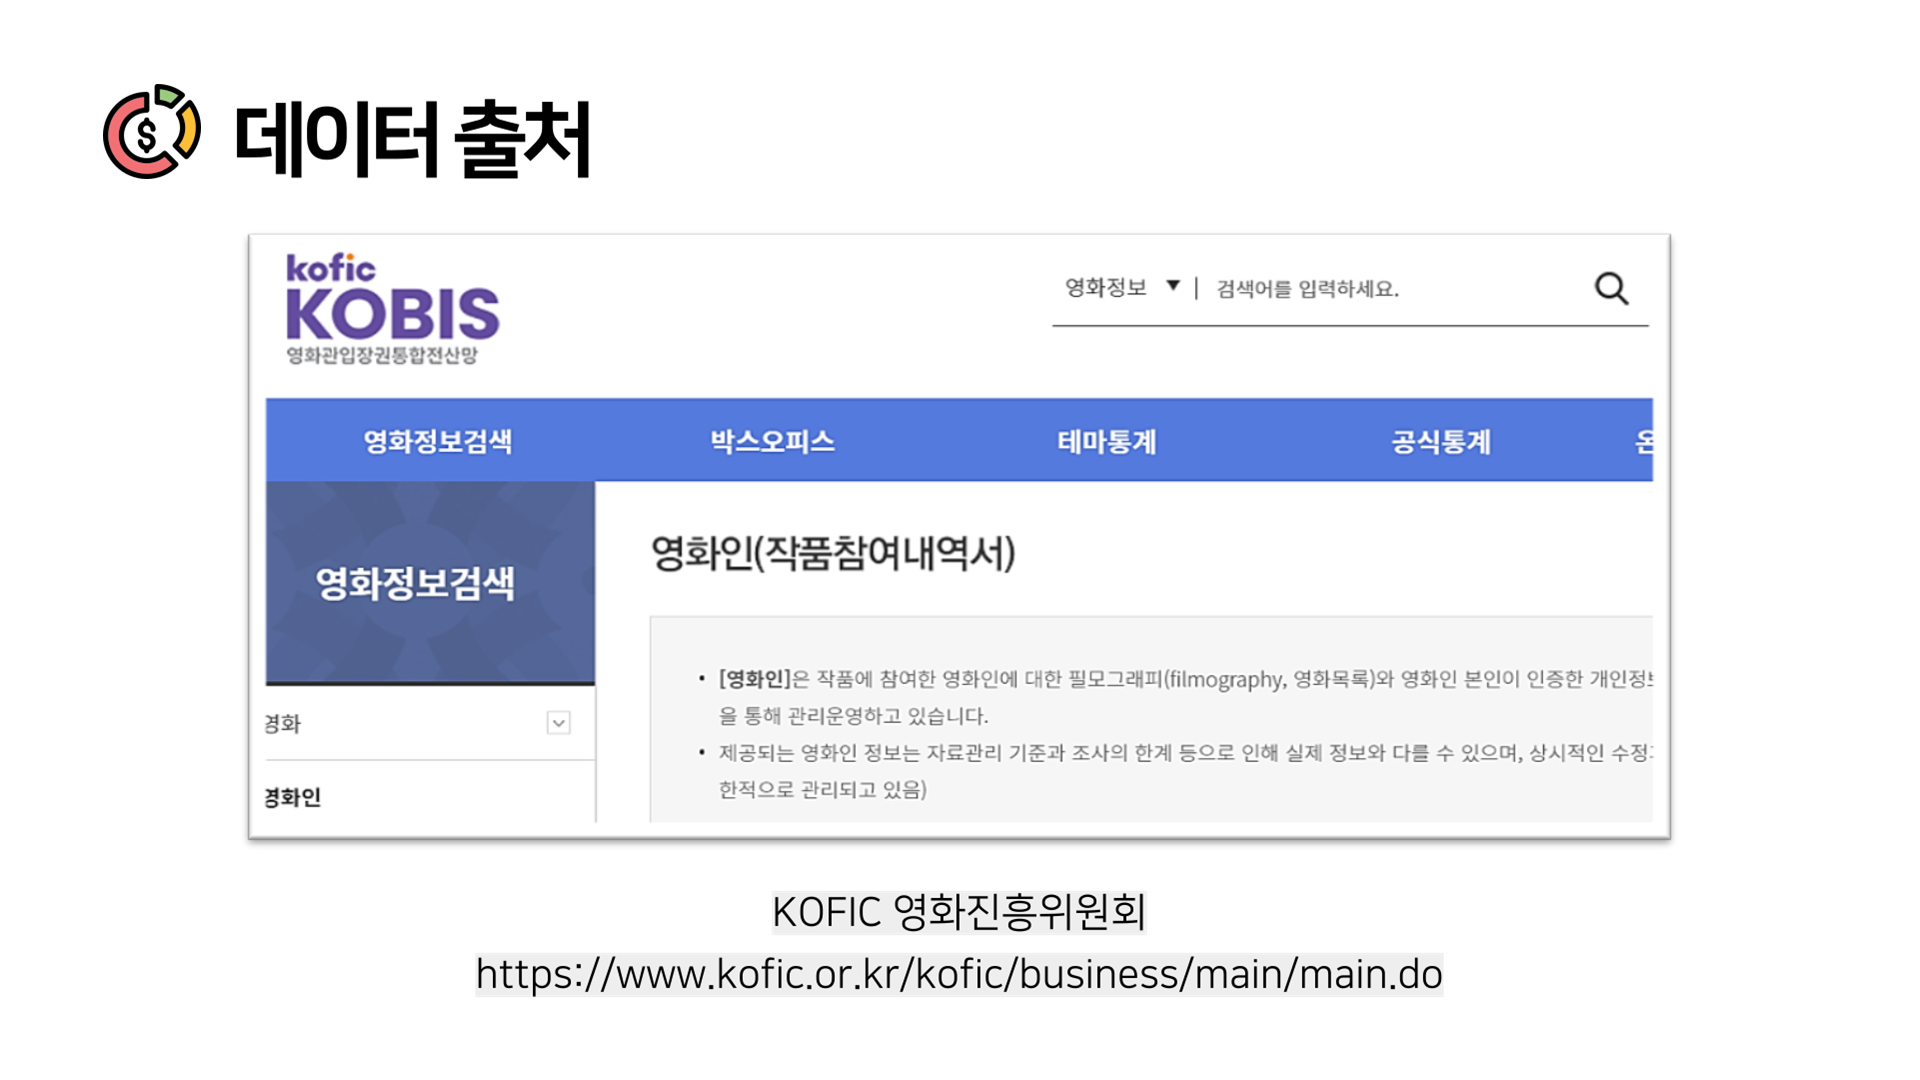 데이터 출처
kofic
KOBIS
영화관입장권통합전산망
영화정보 ▼ | 검색어를 입력하세요.
영화정보검색 박스오피스 테마통계 공식통계 온
영화정보검색
영화
영화인
영화인(작품참여내역서)
• [영화인]은 작품에 참여한 영화인에 대한 필모그래피(filmography, 영화목록)와 영화인 본인이 인증한 개인정보
을 통해 관리운영하고 있습니다.
• 제공되는 영화인 정보는 자료관리 기준과 조사의 한계 등으로 인해 실제 정보와 다를 수 있으며, 상시적인 수정
한적으로 관리되고 있음)
KOFIC 영화진흥위원회
https://www.kofic.or.kr/kofic/business/main/main.do